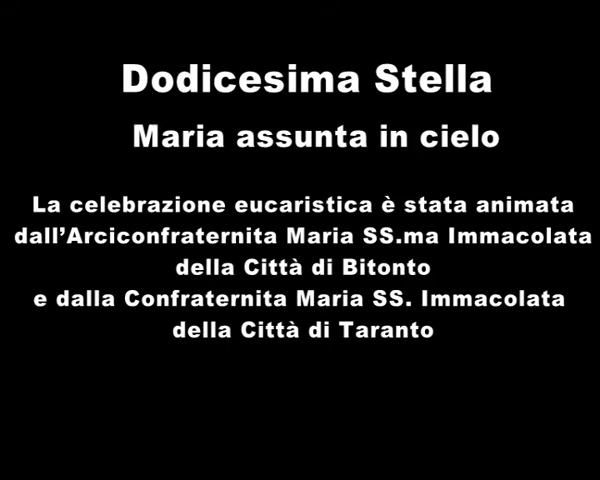 Dodicesima Stella
Maria assunta in cielo
La celebrazione eucaristica è stata animata
dall’Arciconfraternita Maria SS.ma Immacolata
della Città di Bitonto
e dalla Confraternita Maria SS. Immacolata
della Città di Taranto